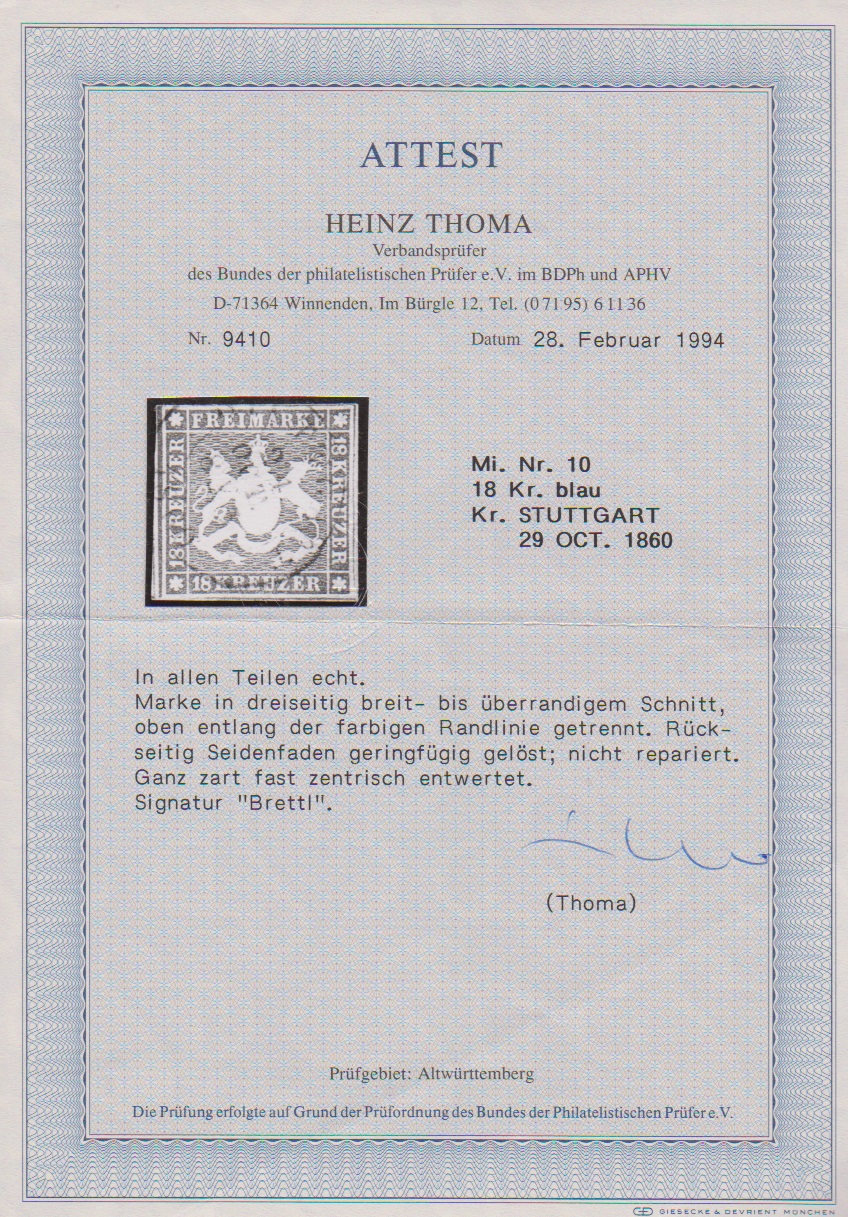 ATTEST
HEINZ THOMA
Verbandsprüfer
des Bundes der philatelistischen Prüfer e.V. im BDPh und APHV
D-71364 Winnenden, Im Bürgle 12, Tel. (07195) 61136
Nr. 9410 Datum 28. Februar 1994
FREIMARKE
18 KREUZER
18 KREUZER
18 KREUZER
Mi. Nr. 10
18 Kr. blau
Kr. STUTTGART
29 OCT. 1860
In allen Teilen echt.
Marke in dreiseitig breit- bis überrandigem Schnitt,
oben entlang der farbigen Randlinie getrennt. Rück-
seitig Seidenfaden geringfügig gelöst; nicht repariert.
Ganz zart fast zentrisch entwertet.
Signatur "Brettl".
(Thoma)
Prüfgebiet: Altwürttemberg
Die Prüfung erfolgte auf Grund der Prüfordnung des Bundes der Philatelistischen Prüfer e.V.
GIESECKE & DEVRIENT MÜNCHEN